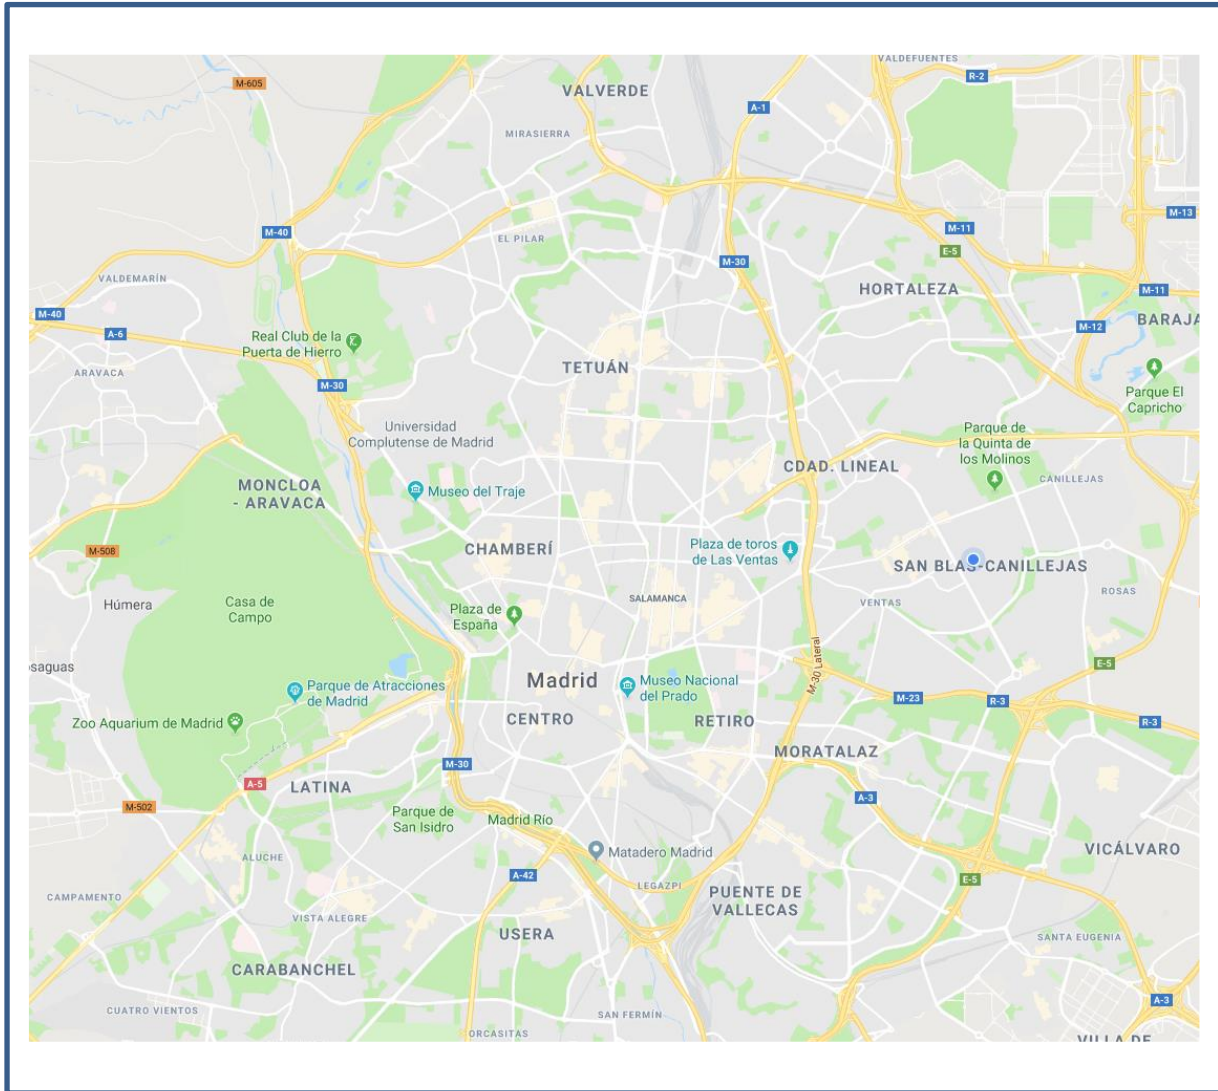 VALDEFUENTES
R-2
M-605
VALVERDE
A-1
MIRASIERRA
M-13
M-11
M-40
EL PILAR
E-5
M-30
VALDEMARÍN
HORTALEZA
M-11
M-40
BARAJA
M-12
A-6
Real Club de la
Puerta de Hierro
TETUÁN
ARAVACA
M-30
Parque El
Capricho
Universidad
Complutense de Madrid
Parque de
la Quinta de
los Molinos
CDAD. LINEAL
CANILLEJAS
MONCLOA
- ARAVACA
Museo del Traje
M-508
CHAMBERÍ
Plaza de toros
de Las Ventas
SAN BLAS-CANILLEJAS
ROSAS
Húmera
Casa de
Campo
SALAMANCA
VENTAS
Plaza de
España
M-30 Lateral
osaguas
E-5
Madrid
Museo Nacional
del Prado
Parque de Atracciones
de Madrid
M-23
R-3
Zoo Aquarium de Madrid
CENTRO
RETIRO
R-3
MORATALAZ
M-30
A-5
LATINA
A-3
M-502
Parque de
San Isidro
Madrid Río
Matadero Madrid
VICÁLVARO
ALUCHE
A-42
LEGAZPI
E-5
CAMPAMENTO
PUENTE DE
VALLECAS
VISTA ALEGRE
USERA
SANTA EUGENIA
CARABANCHEL
A-3
CUATRO VIENTOS
SAN FERMÍN
ORCASITAS
VILLA DE